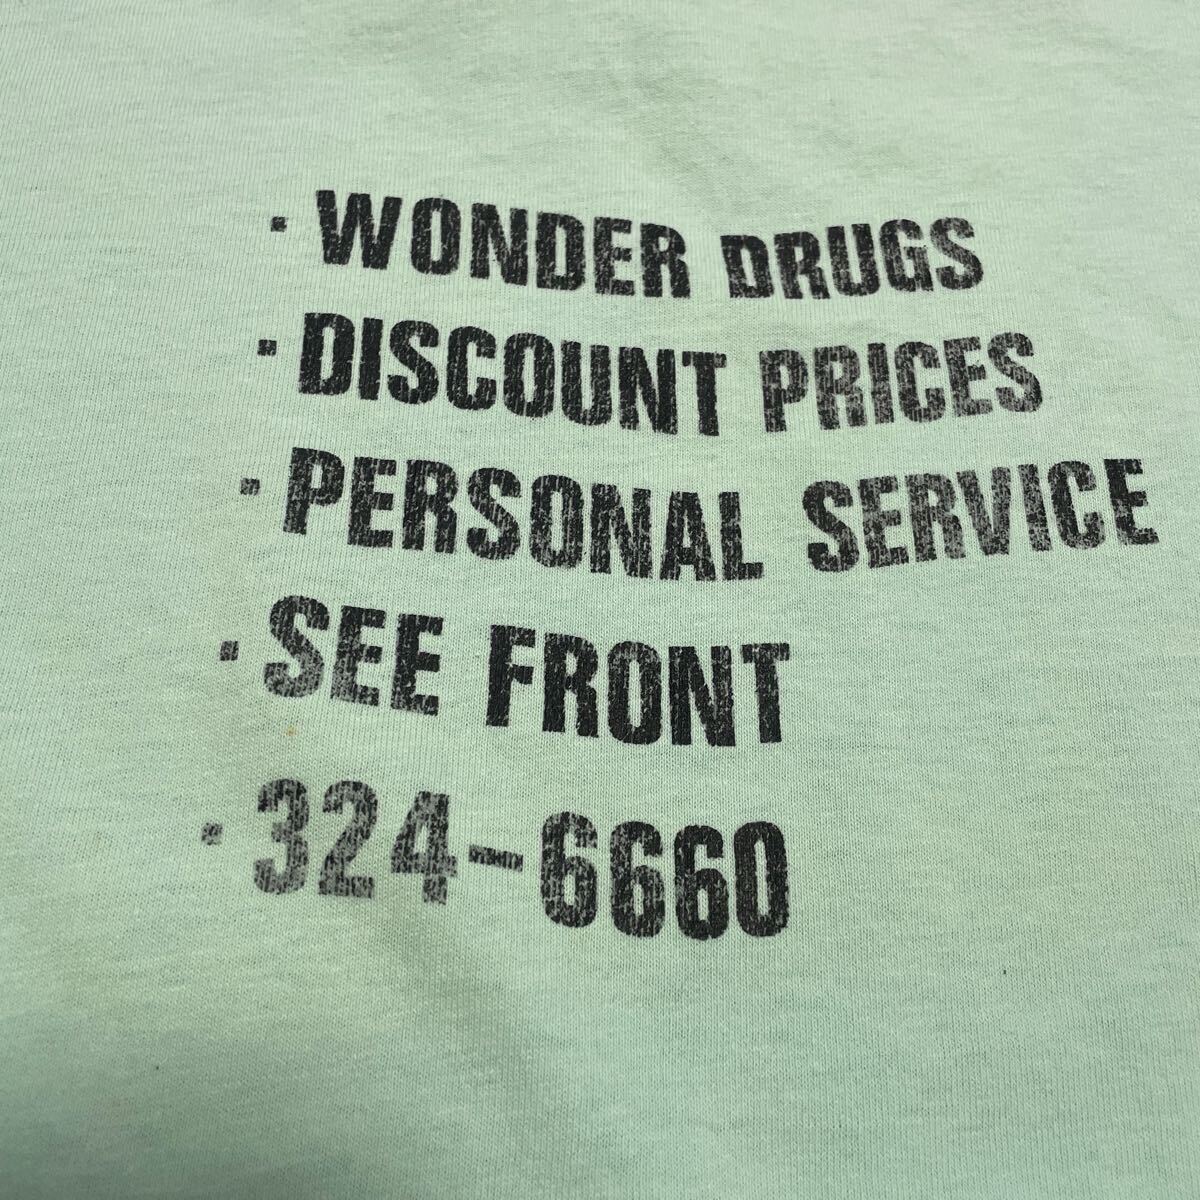 · WONDER DRUGS
· DISCOUNT PRICES
· PERSONAL SERVICE
· SEE FRONT
· 324-6660